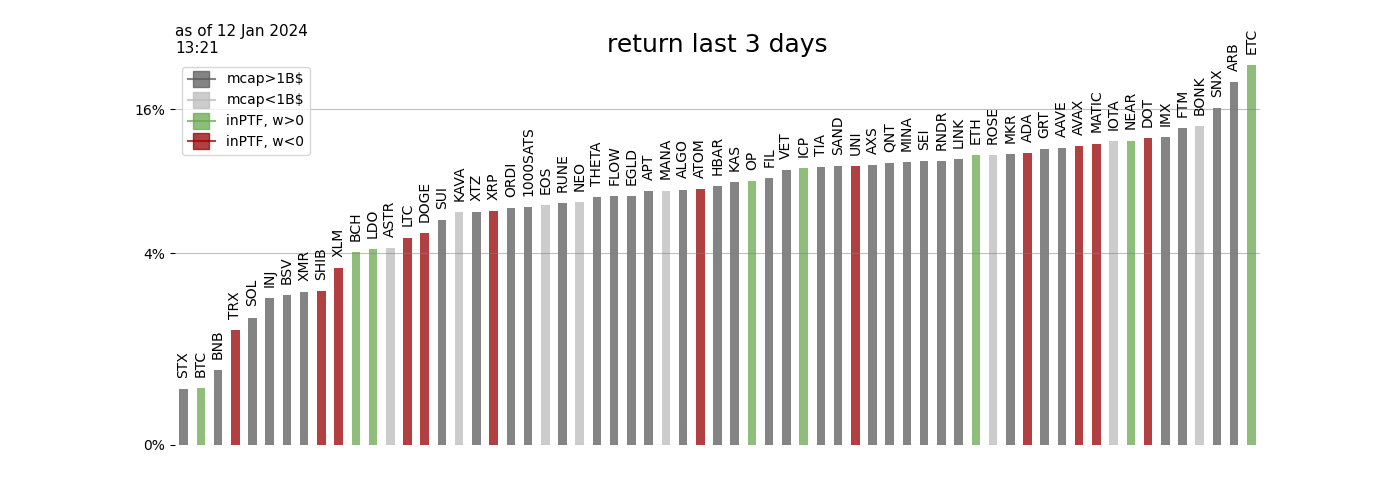 as of 12 Jan 2024
13:21
return last 3 days
mcap>1B$
mcap<1B$
inPTF, w>0
inPTF, w<0
16%
4%
0%
STX
BTC
BNB
TRX
SOL
INJ
BSV
XMR
SHIB
XLM
BCH
LDO
ASTR
LTC
DOGE
SUI
KAVA
XTZ
XRP
ORDI
1000SATS
EOS
RUNE
NEO
THETA
FLOW
EGLD
APT
MANA
ALGO
ATOM
HBAR
KAS
OP
FIL
VET
ICP
TIA
SAND
UNI
AXS
QNT
MINA
SEI
RNDR
LINK
ETH
ROSE
MKR
ADA
GRT
AAVE
AVAX
MATIC
IOTA
NEAR
DOT
IMX
FTM
BONK
SNX
ARB
ETC